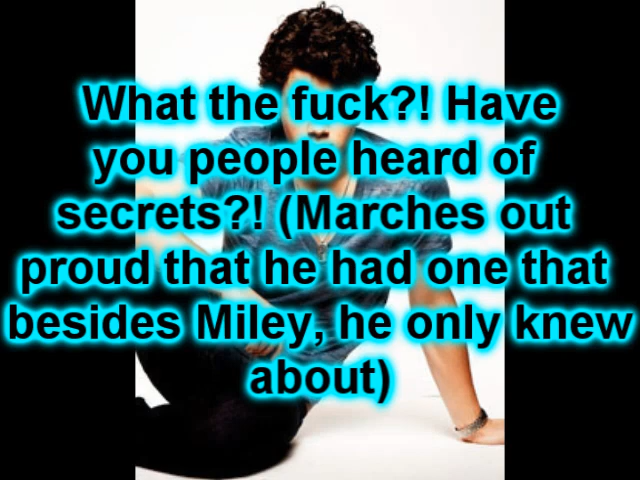 What the fuck?! Have
you people heard of
secrets?! (Marches out
proud that he had one that
besides Miley, he only knew
about)